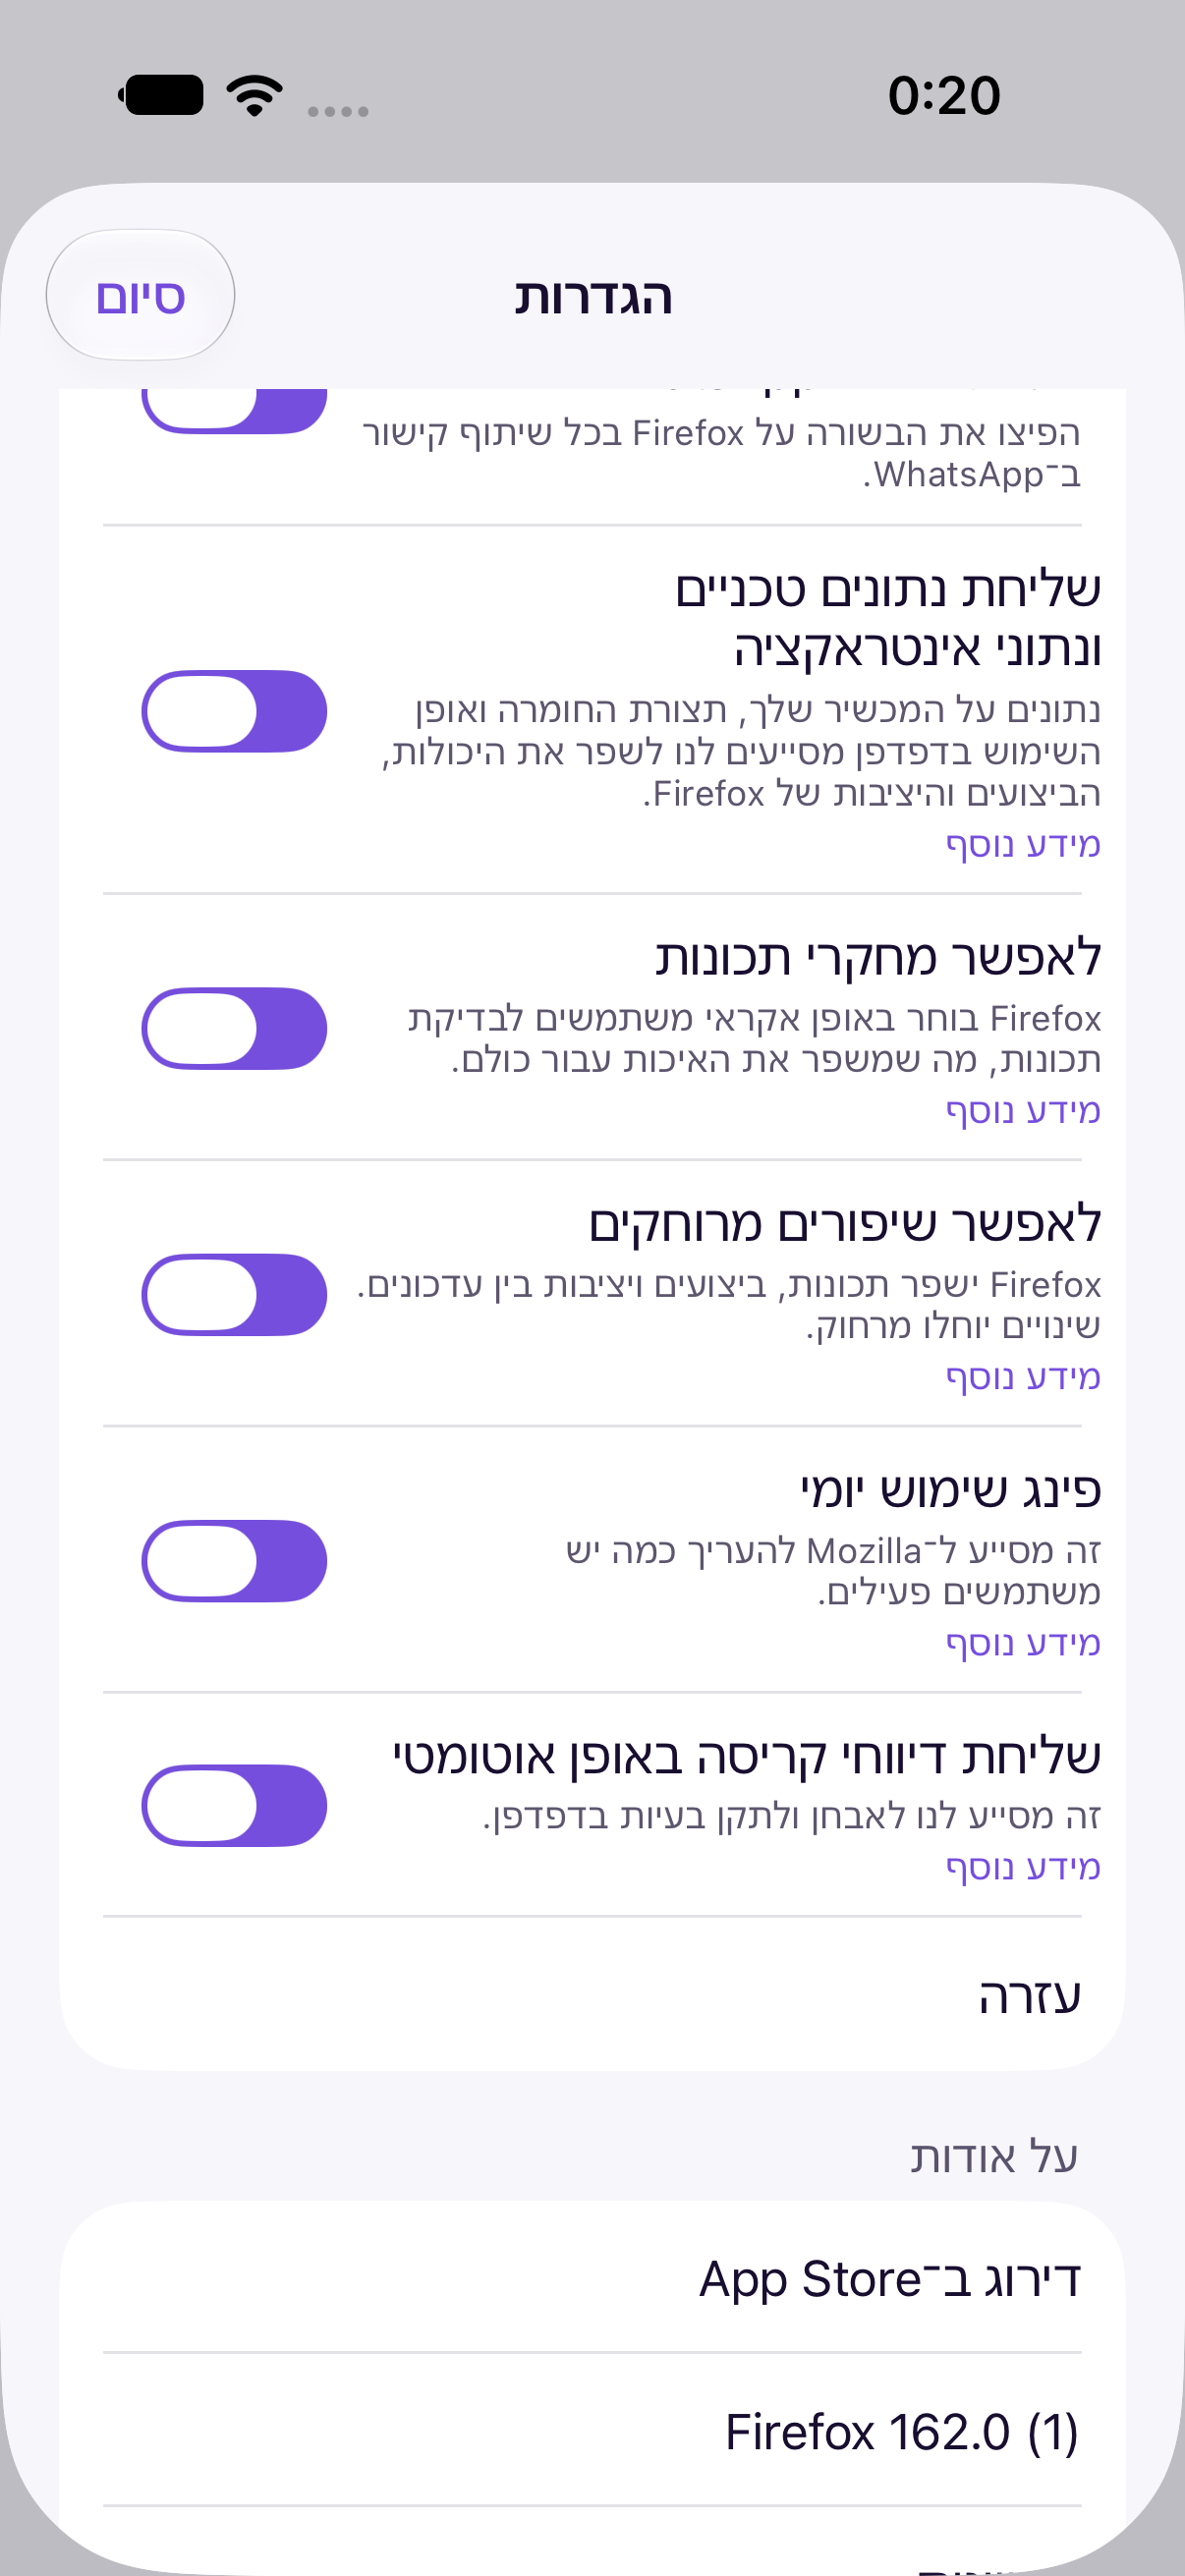 0:20
הגדרות
סיום
הפיצו את הבשורה על Firefox בכל שיתוף קישור
ב־WhatsApp.
שליחת נתונים טכניים
ונתוני אינטראקציה
נתונים על המכשיר שלך, תצורת החומרה ואופן
השימוש בדפדפן מסייעים לנו לשפר את היכולות,
הביצועים והיציבות של Firefox.
מידע נוסף
לאפשר מחקרי תכונות
Firefox בוחר באופן אקראי משתמשים לבדיקת
תכונות, מה שמשפר את האיכות עבור כולם.
מידע נוסף
לאפשר שיפורים מרוחקים
Firefox ישפר תכונות, ביצועים ויציבות בין עדכונים.
שינויים יוחלו מרחוק.
מידע נוסף
פינג שימוש יומי
זה מסייע ל־Mozilla להעריך כמה יש
משתמשים פעילים.
מידע נוסף
שליחת דיווחי קריסה באופן אוטומטי
זה מסייע לנו לאבחן ולתקן בעיות בדפדפן.
מידע נוסף
עזרה
על אודות
דירוג ב־App Store
Firefox 162.0 (1)